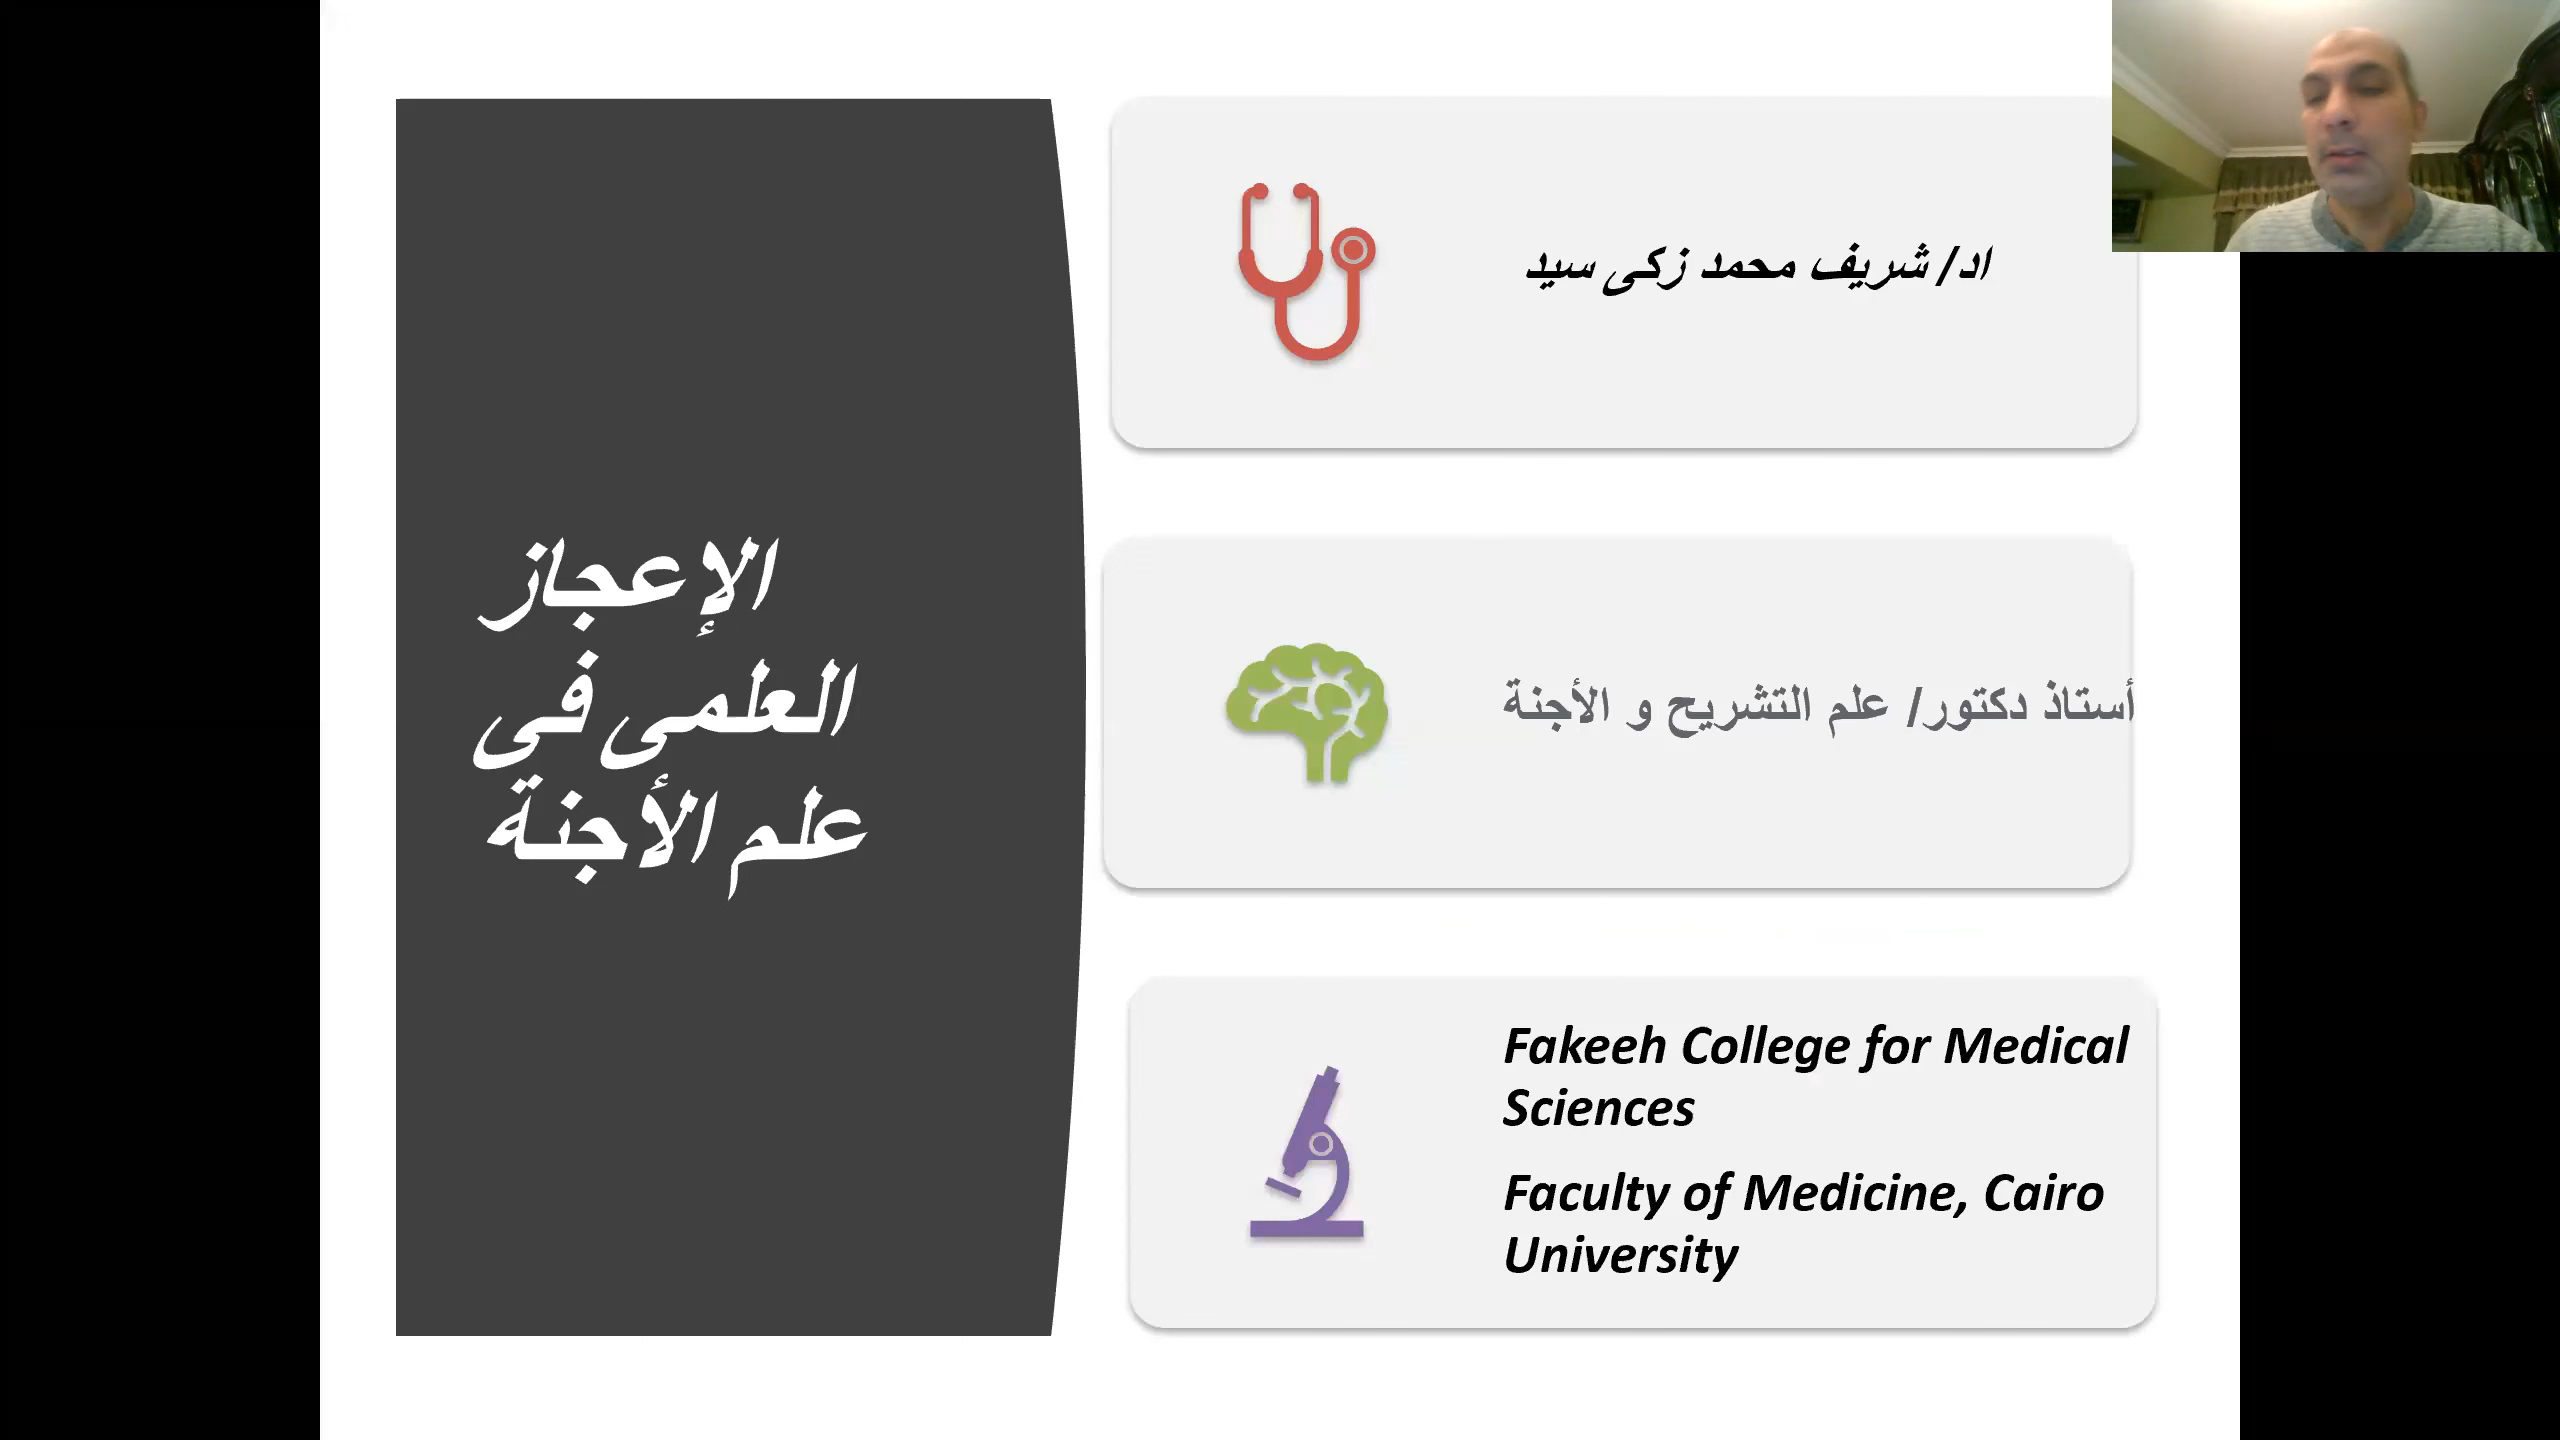 الإعجاز
العلمى فى
علم الأجنة
اد/ شريف محمد زكى سيد
أستاذ دكتور/ علم التشريح و الأجنة
Fakeeh College for Medical
Sciences
Faculty of Medicine, Cairo
University